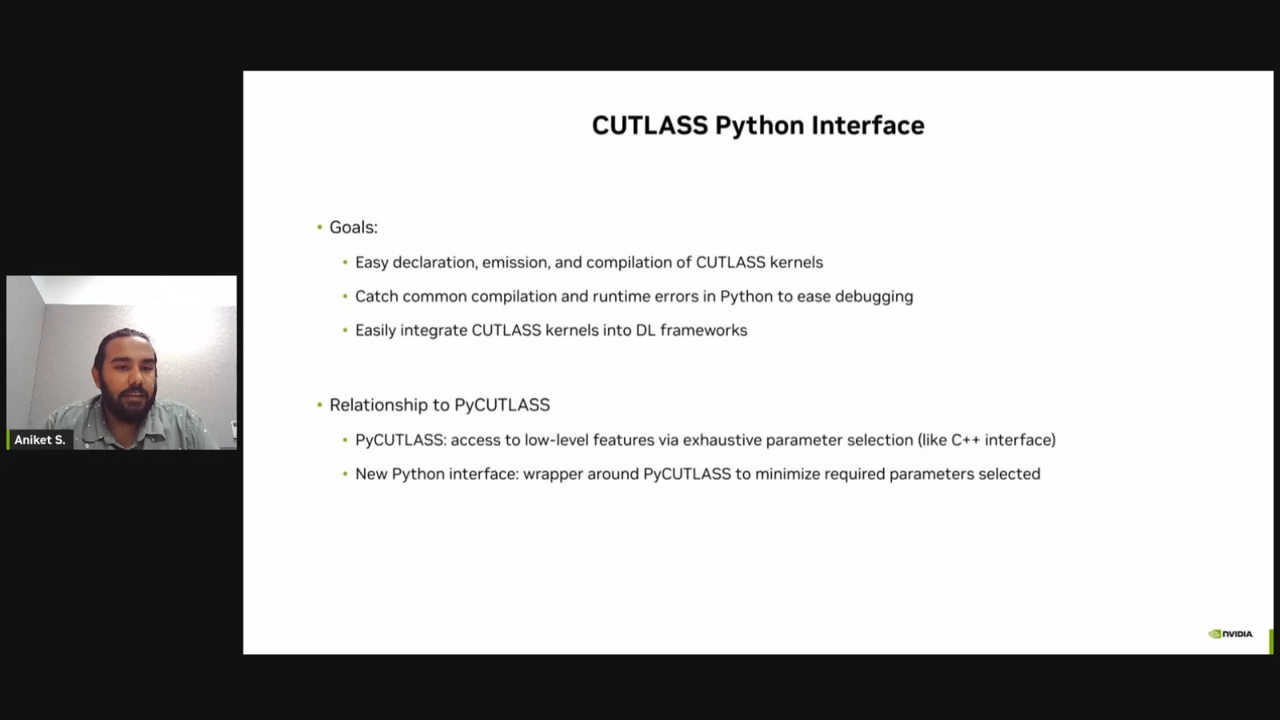 CUTLASS Python Interface
• Goals:
• Easy declaration, emission, and compilation of CUTLASS kernels
• Catch common compilation and runtime errors in Python to ease debugging
• Easily integrate CUTLASS kernels into DL frameworks
• Relationship to PyCUTLASS
• PyCUTLASS: access to low-level features via exhaustive parameter selection (like C++ interface)
• New Python interface: wrapper around PyCUTLASS to minimize required parameters selected
Aniket S.
NVIDIA